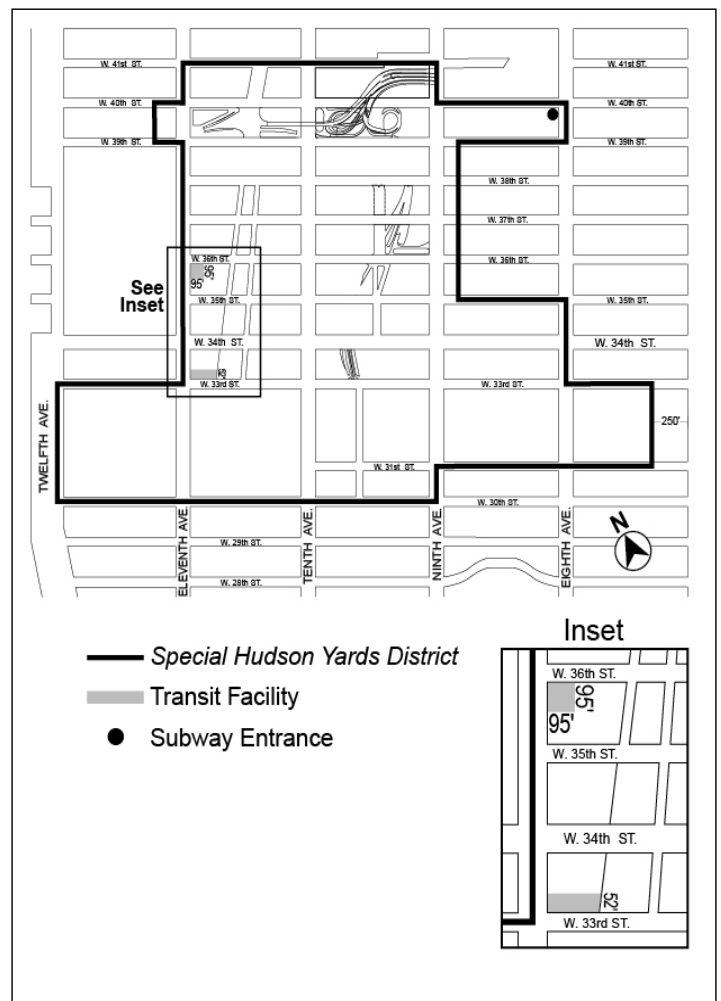 W. 41st ST.
W. 41st ST.
W. 40th ST.
W. 40th ST.
W. 39th ST.
W. 39th ST.
W. 38th ST.
W. 37th ST.
W. 36th ST.
W. 36th ST.
95'
95'
See
Inset
W. 35th ST.
W. 35th ST.
W. 34th ST.
W. 34th ST.
52'
W. 33rd ST.
W. 33rd ST.
250'
TWELFTH AVE.
W. 31st ST.
W. 30th ST.
ELEVENTH AVE.
TENTH AVE.
NINTH AVE.
EIGHTH AVE.
N
W. 29th ST.
W. 28th ST.
Special Hudson Yards District
Transit Facility
Subway Entrance
Inset
W. 36th ST.
95'
95'
W. 35th ST.
W. 34th ST.
52'
W. 33rd ST.